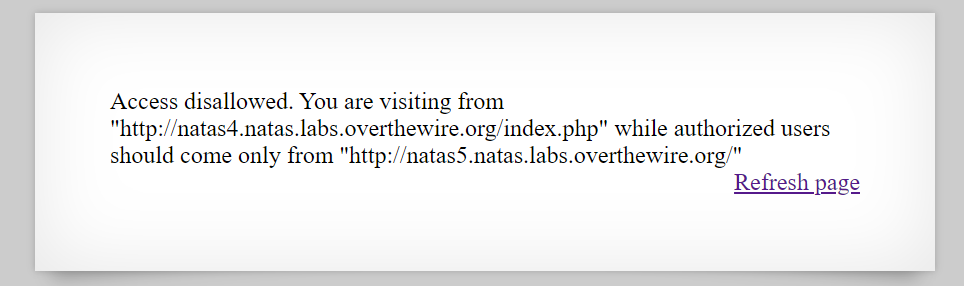 Access disallowed. You are visiting from
"http://natas4.natas.labs.overthewire.org/index.php" while authorized users
should come only from "http://natas5.natas.labs.overthewire.org/"
Refresh page